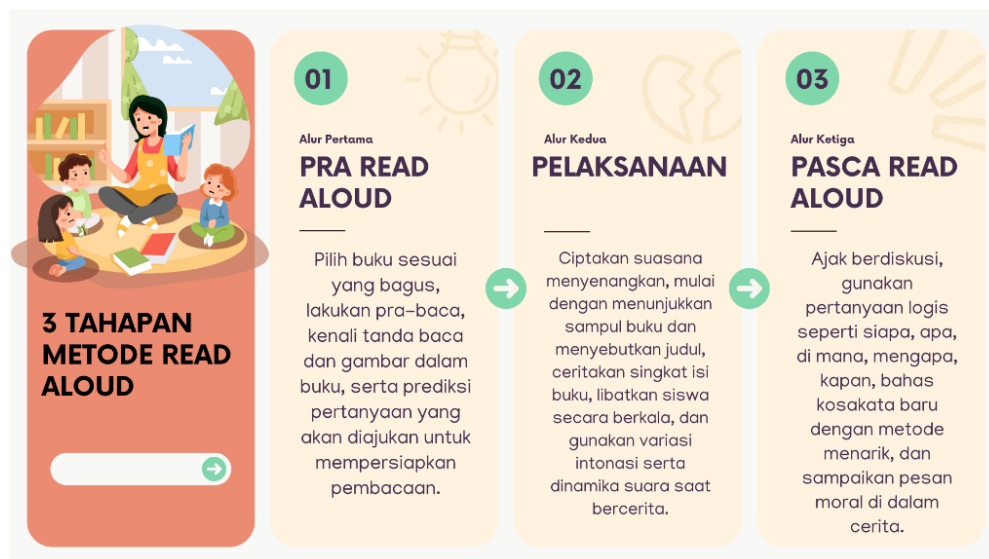 3 TAHAPAN
METODE READ
ALOUD
01
Alur Pertama
PRA READ
ALOUD
Pilih buku sesuai
yang bagus,
lakukan pra-baca,
kenali tanda baca
dan gambar dalam
buku, serta prediksi
pertanyaan yang
akan diajukan untuk
mempersiapkan
pembacaan.
02
Alur Kedua
PELAKSANAAN
Ciptakan suasana
menyenangkan, mulai
dengan menunjukkan
sampul buku dan
menyebutkan judul,
ceritakan singkat isi
buku, libatkan siswa
secara berkala, dan
gunakan variasi
intonasi serta
dinamika suara saat
bercerita.
03
Alur Ketiga
PASCA READ
ALOUD
Ajak berdiskusi,
gunakan
pertanyaan logis
seperti siapa, apa,
di mana, mengapa,
kapan, bahas
kosakata baru
dengan metode
menarik, dan
sampaikan pesan
moral di dalam
cerita.